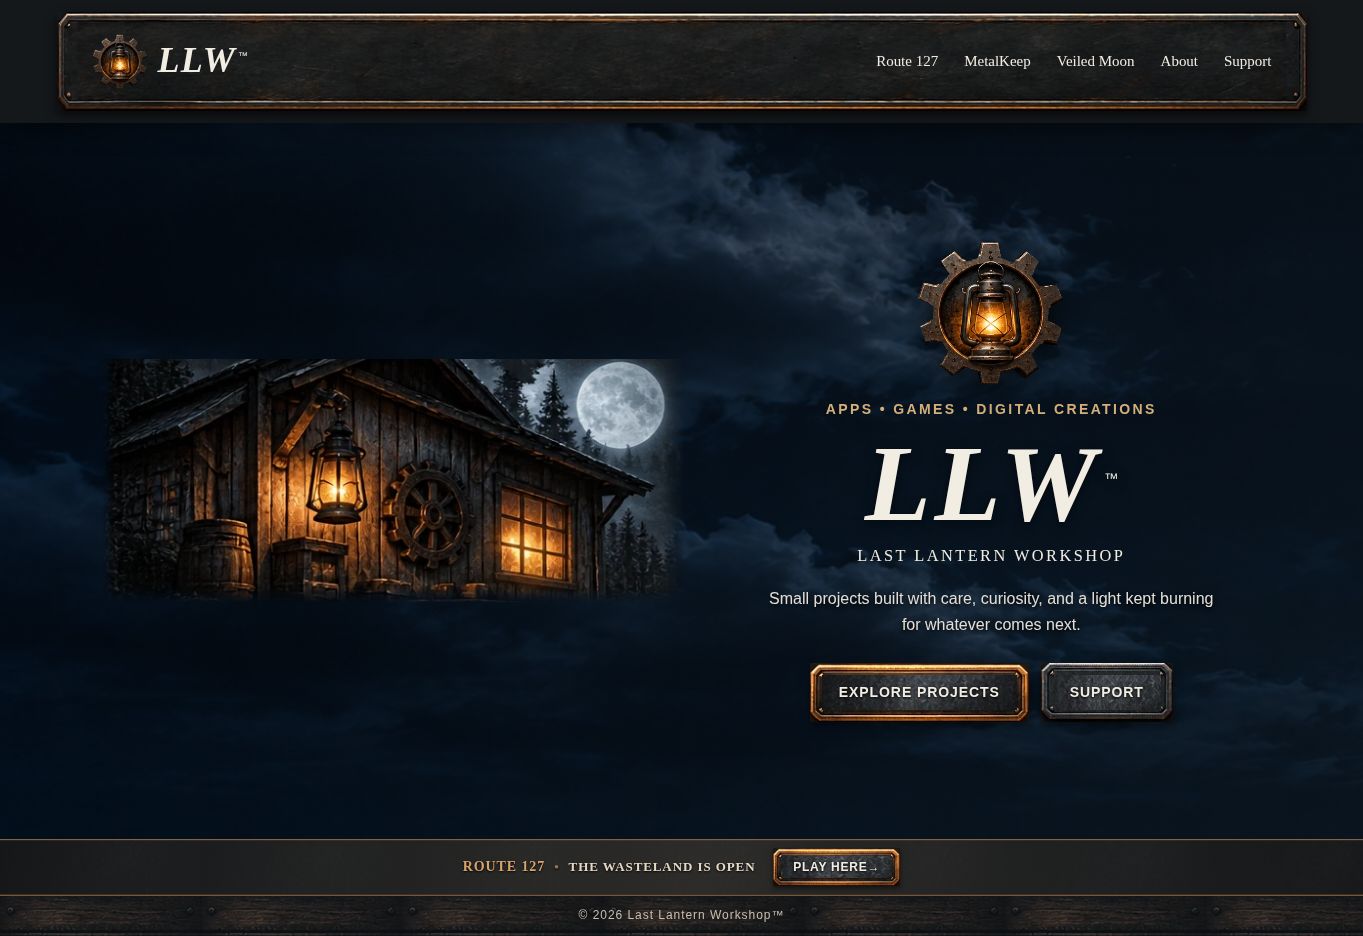 LLW™
Route 127
MetalKeep
Veiled Moon
About
Support
APPS • GAMES • DIGITAL CREATIONS
LLW™
LAST LANTERN WORKSHOP
Small projects built with care, curiosity, and a light kept burning
for whatever comes next.
EXPLORE PROJECTS
SUPPORT
ROUTE 127 • THE WASTELAND IS OPEN
PLAY HERE→
© 2026 Last Lantern Workshop™